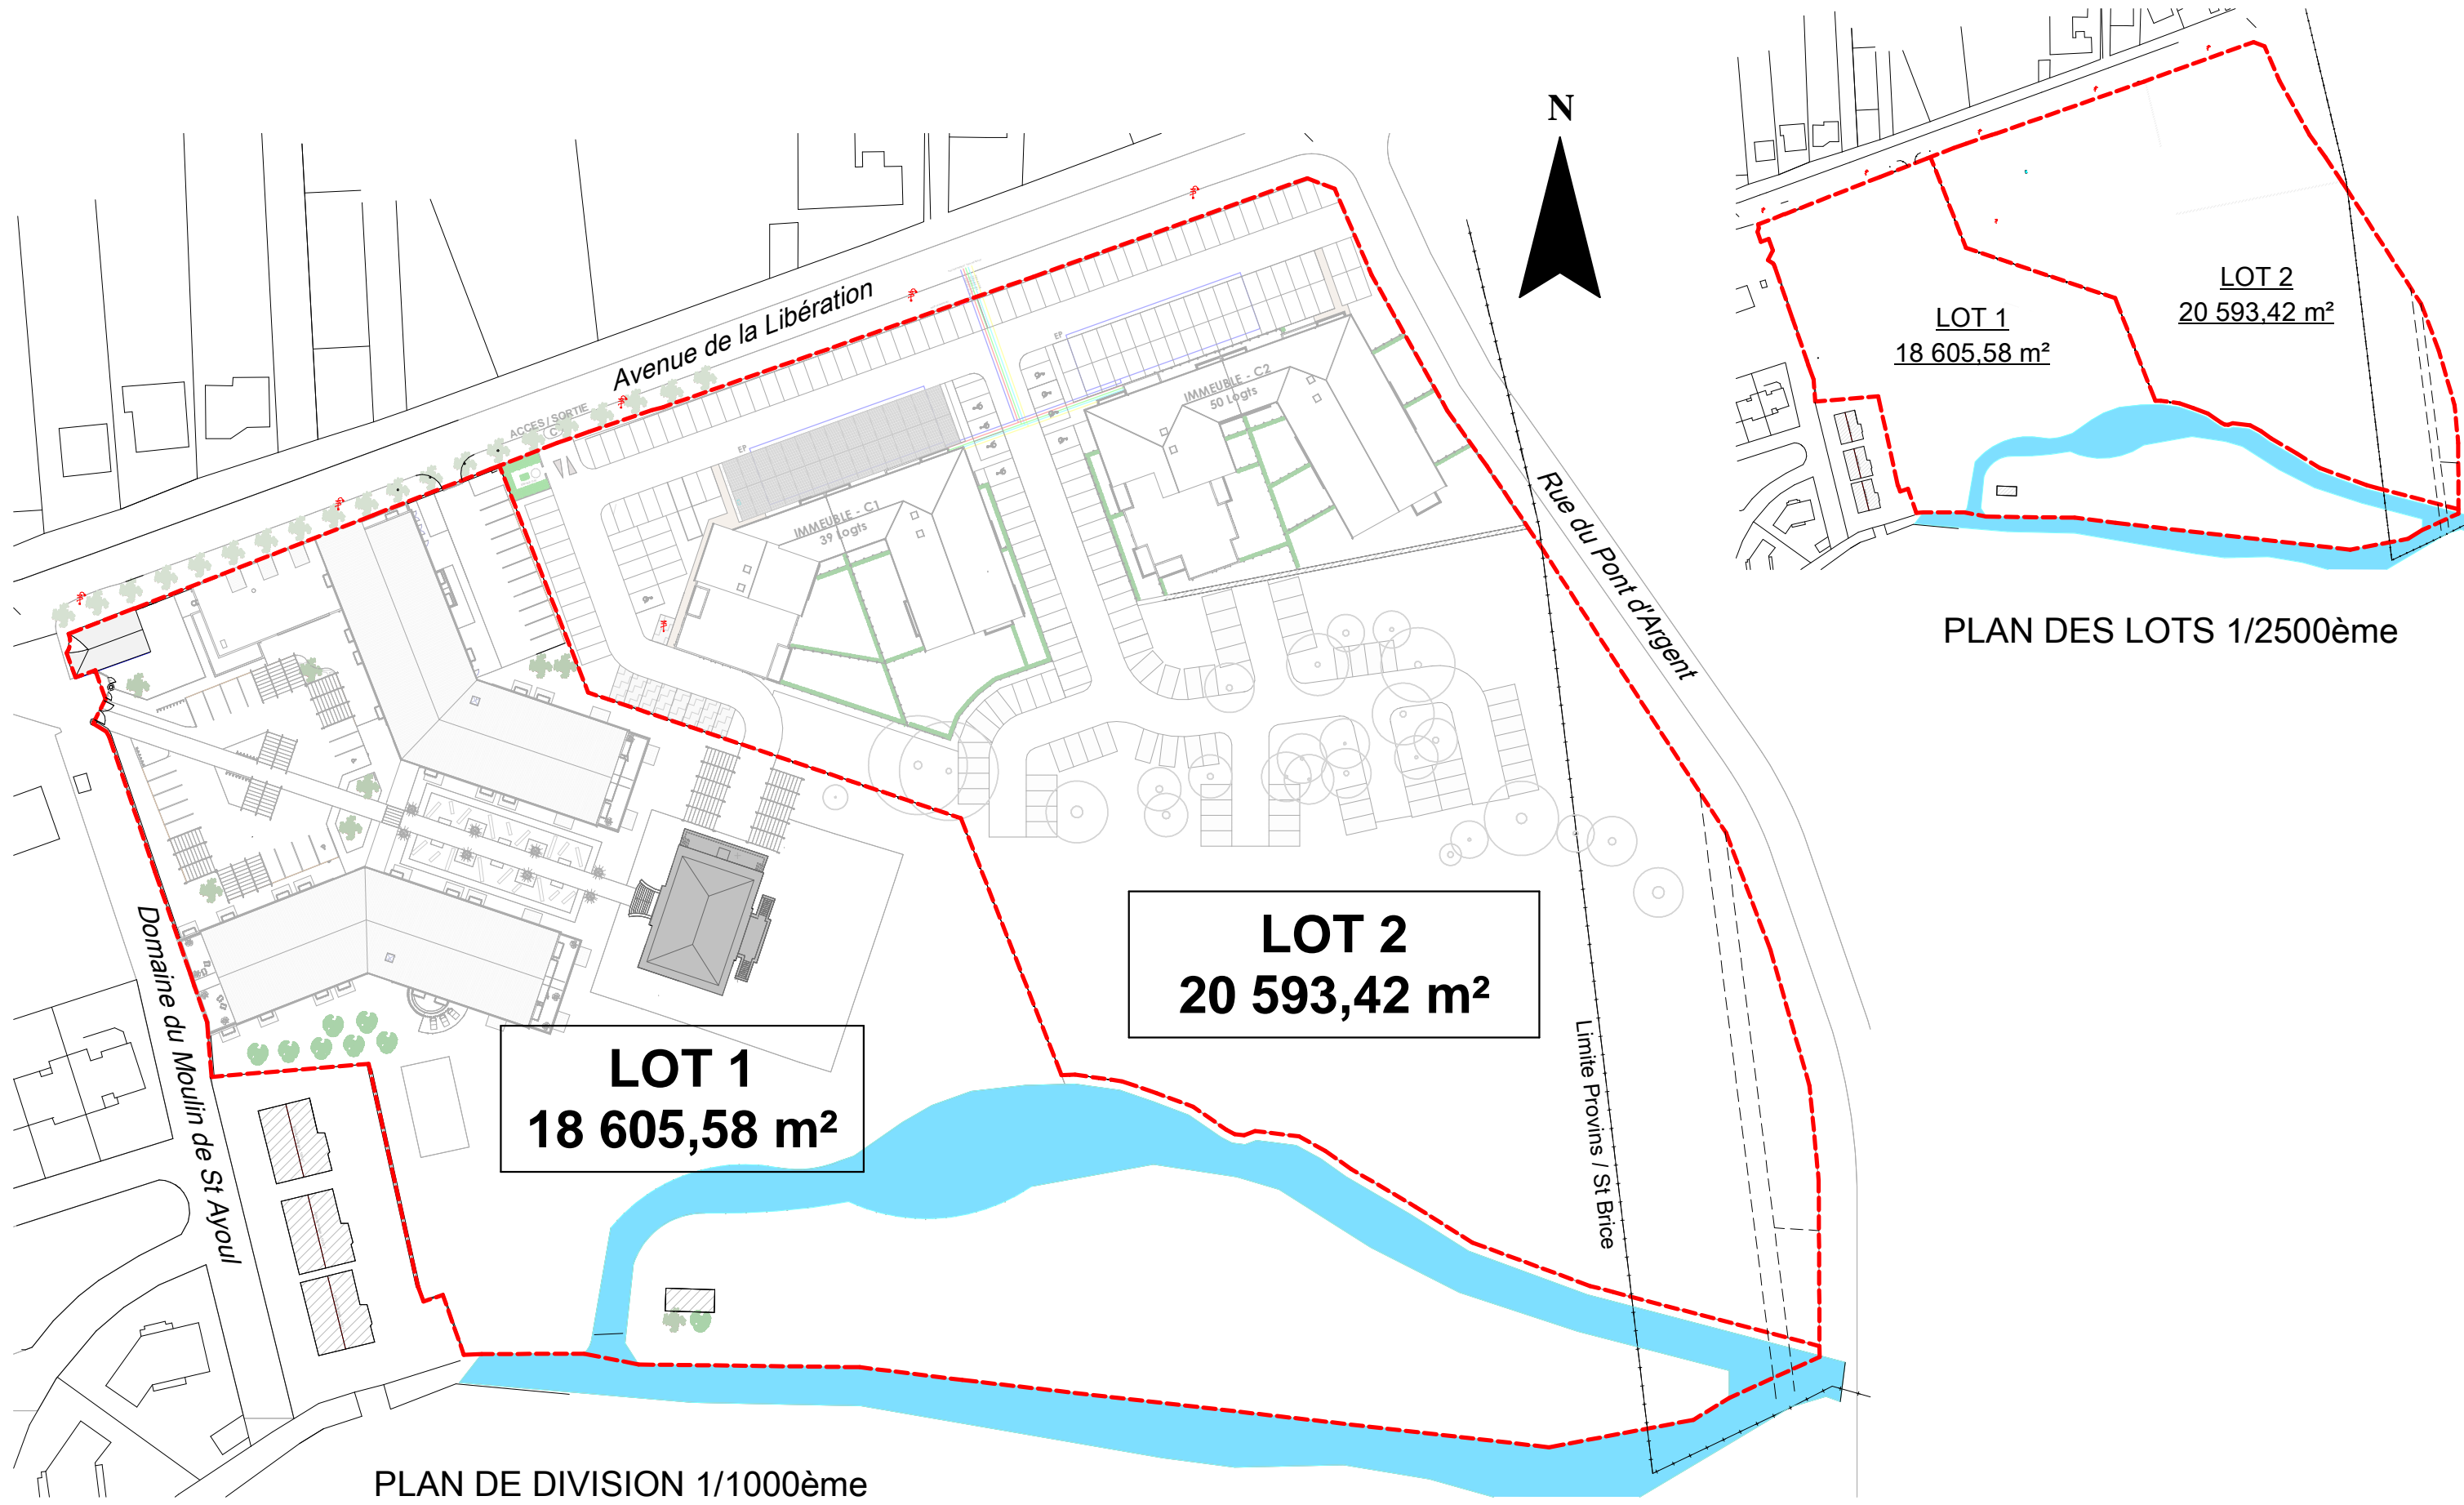 N
Avenue de la Libération
ACCES / SORTIE
EP
EP
IMMEUBLE - C2
50 Logts
IMMEUBLE - C1
39 logts
Rue du Pont d'Argent
Domaine du Moulin de St Ayoul
Limite Provins / St Brice
LOT 2
20 593,42 m²
LOT 1
18 605,58 m²
PLAN DE DIVISION 1/1000ème
LOT 2
20 593,42 m²
LOT 1
18 605,58 m²
PLAN DES LOTS 1/2500ème